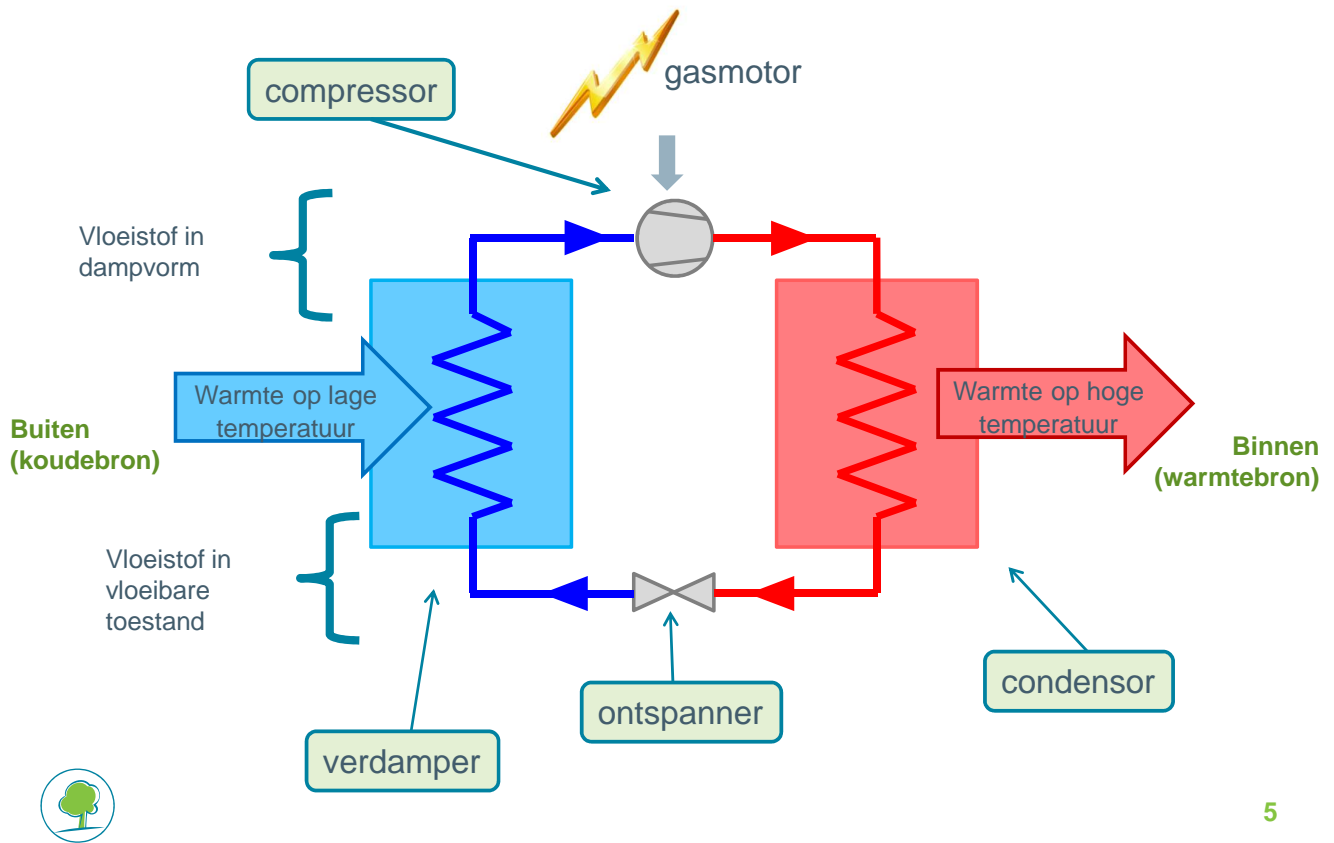 gasmotor
compressor
Vloeistof in
dampvorm
Warmte op lage
temperatuur
Warmte op hoge
temperatuur
Buiten
(koudebron)
Binnen
(warmtebron)
Vloeistof in
vloeibare
toestand
condensor
ontspanner
verdamper
5